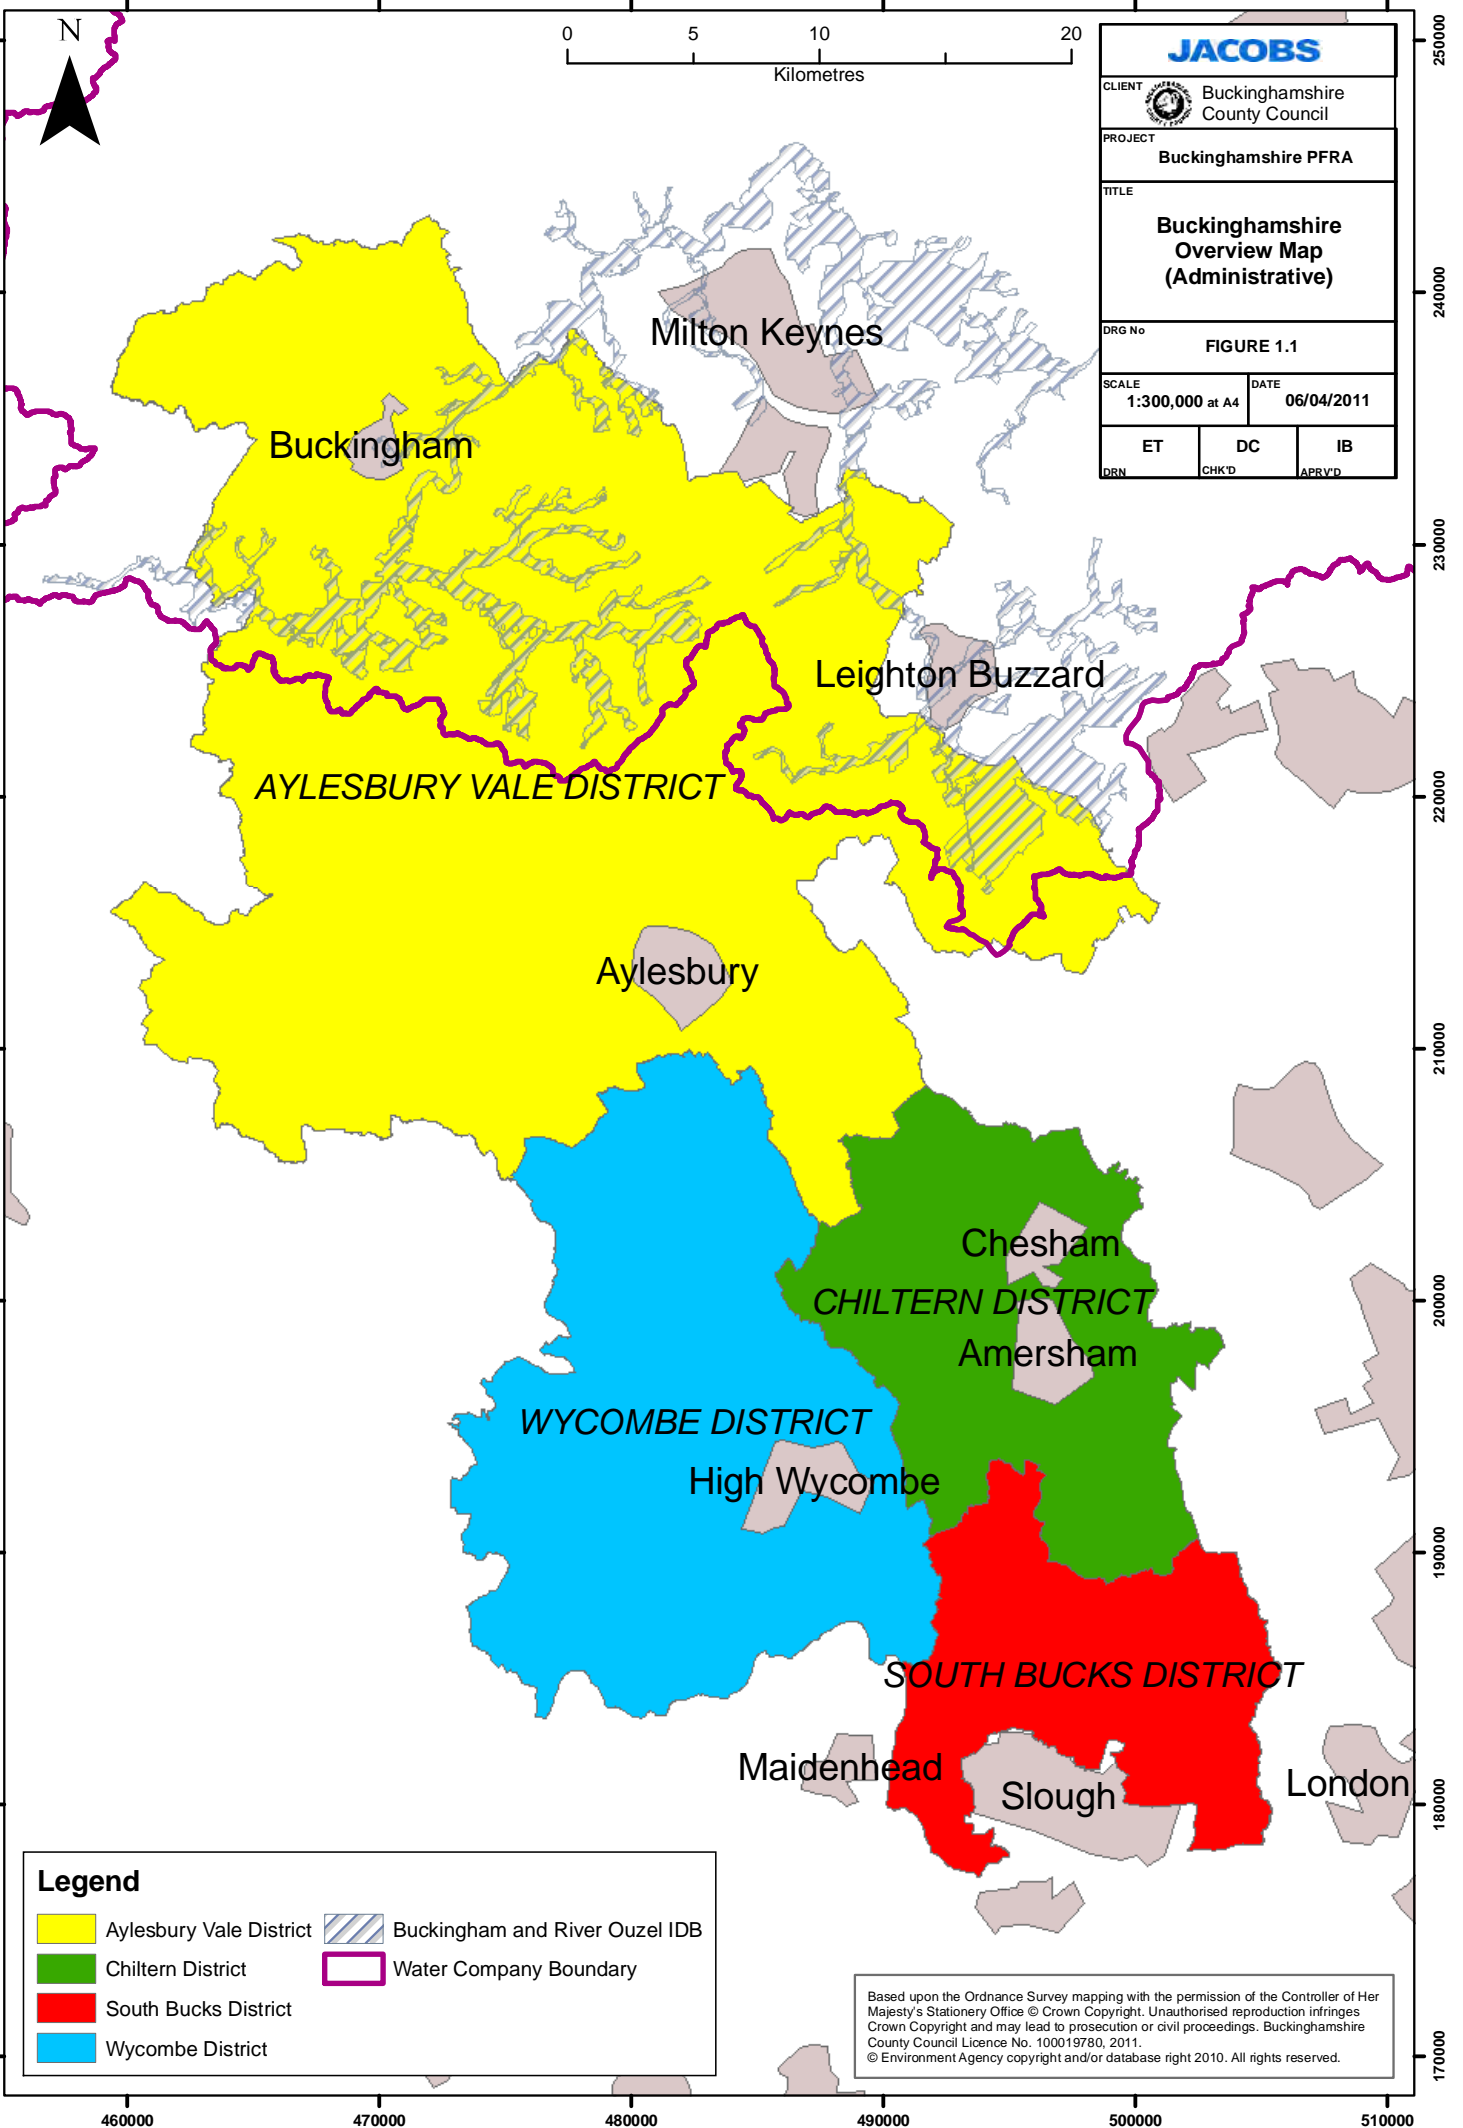 N
0 5 10 20
Kilometres
JACOBS
CLIENT
Buckinghamshire
County Council
PROJECT
Buckinghamshire PFRA
TITLE
Buckinghamshire
Overview Map
(Administrative)
DRG No
FIGURE 1.1
SCALE
1:300,000 at A4
DATE
06/04/2011
ET DC IB
DRN CHK'D APRV'D
250000
240000
230000
220000
210000
200000
190000
180000
170000
Milton Keynes
Buckingham
Leighton Buzzard
AYLESBURY VALE DISTRICT
Aylesbury
Chesham
CHILTERN DISTRICT
Amersham
WYCOMBE DISTRICT
High Wycombe
SOUTH BUCKS DISTRICT
Maidenhead
Slough
London
Legend
Aylesbury Vale District
Chiltern District
South Bucks District
Wycombe District
Buckingham and River Ouzel IDB
Water Company Boundary
Based upon the Ordnance Survey mapping with the permission of the Controller of Her
Majesty's Stationery Office © Crown Copyright. Unauthorised reproduction infringes
Crown Copyright and may lead to prosecution or civil proceedings. Buckinghamshire
County Council Licence No. 100019780, 2011.
© Environment Agency copyright and/or database right 2010. All rights reserved.
460000 470000 480000 490000 500000 510000